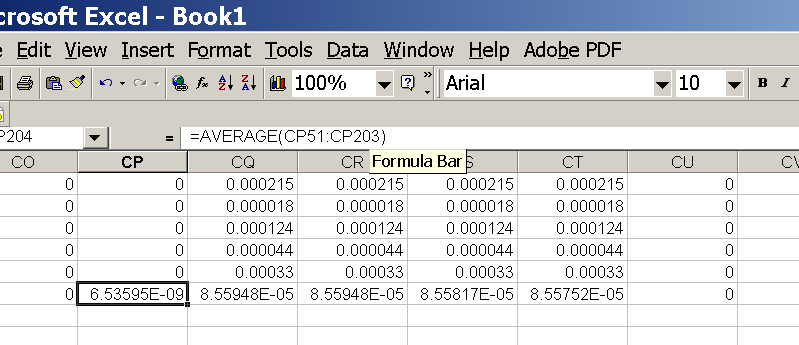 crosoft Excel - Book1
Edit View Insert Format Tools Data Window Help Adobe PDF
100% » Arial 10 B I
P204 = =AVERAGE(CP51:CP203)
Formula Bar
CO CP CQ CR S CT CU CV
0 0 0.000215 0.000215 0.000215 0.000215 0
0 0 0.000018 0.000018 0.000018 0.000018 0
0 0 0.000124 0.000124 0.000124 0.000124 0
0 0 0.000044 0.000044 0.000044 0.000044 0
0 0 0.00033 0.00033 0.00033 0.00033 0
0 6.53595E-09 8.55948E-05 8.55948E-05 8.55817E-05 8.55752E-05 0